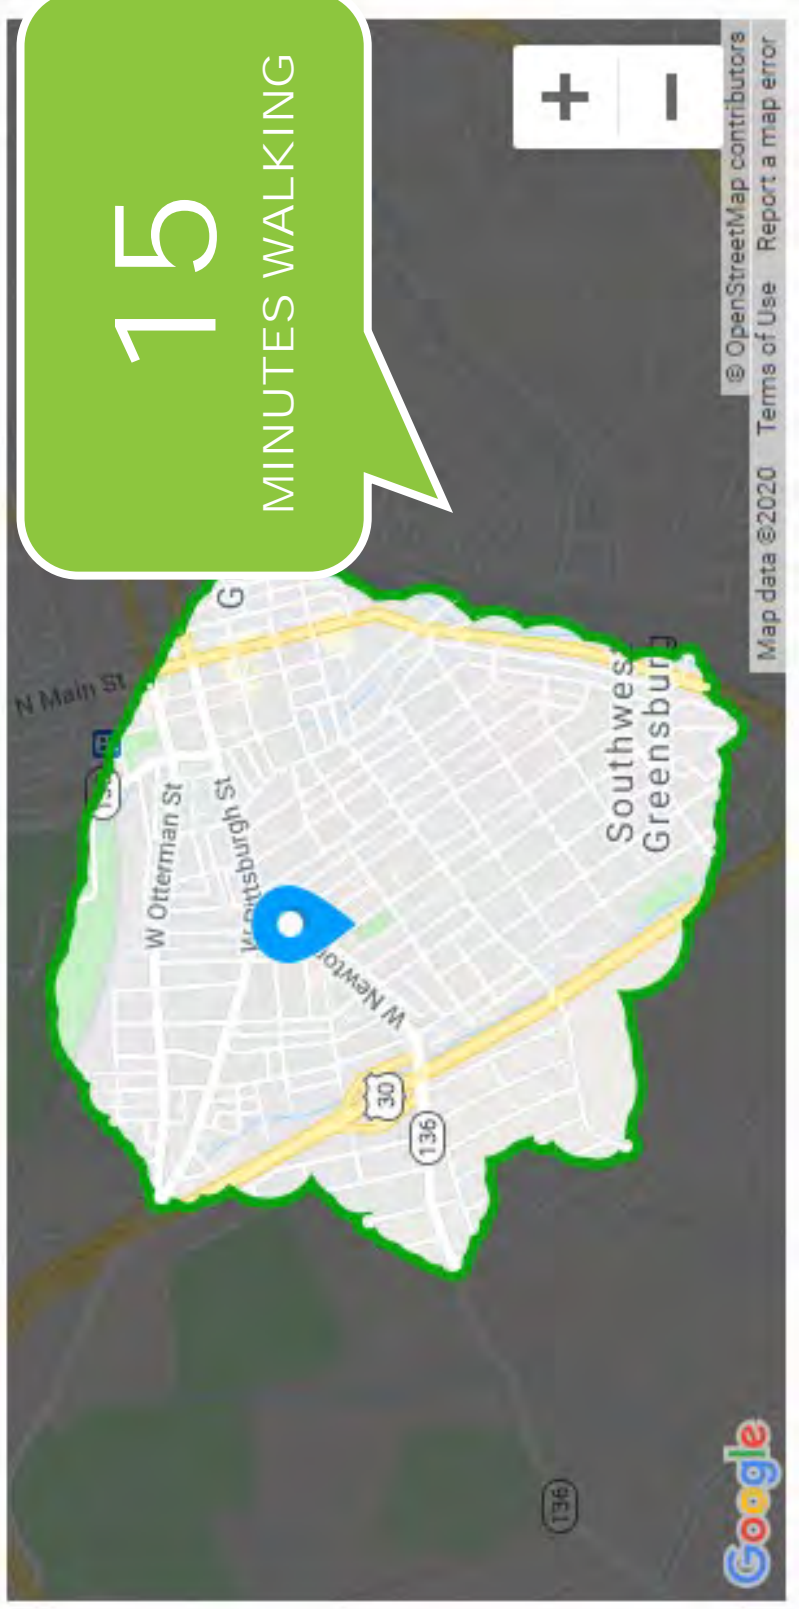 15
MINUTES WALKING
N Main St
G
W Otterman St
W Pittsburgh St
W Newton
30
136
Southwest
Greensburg
136
Google
© OpenStreetMap contributors
Map data ©2020 Terms of Use Report a map error